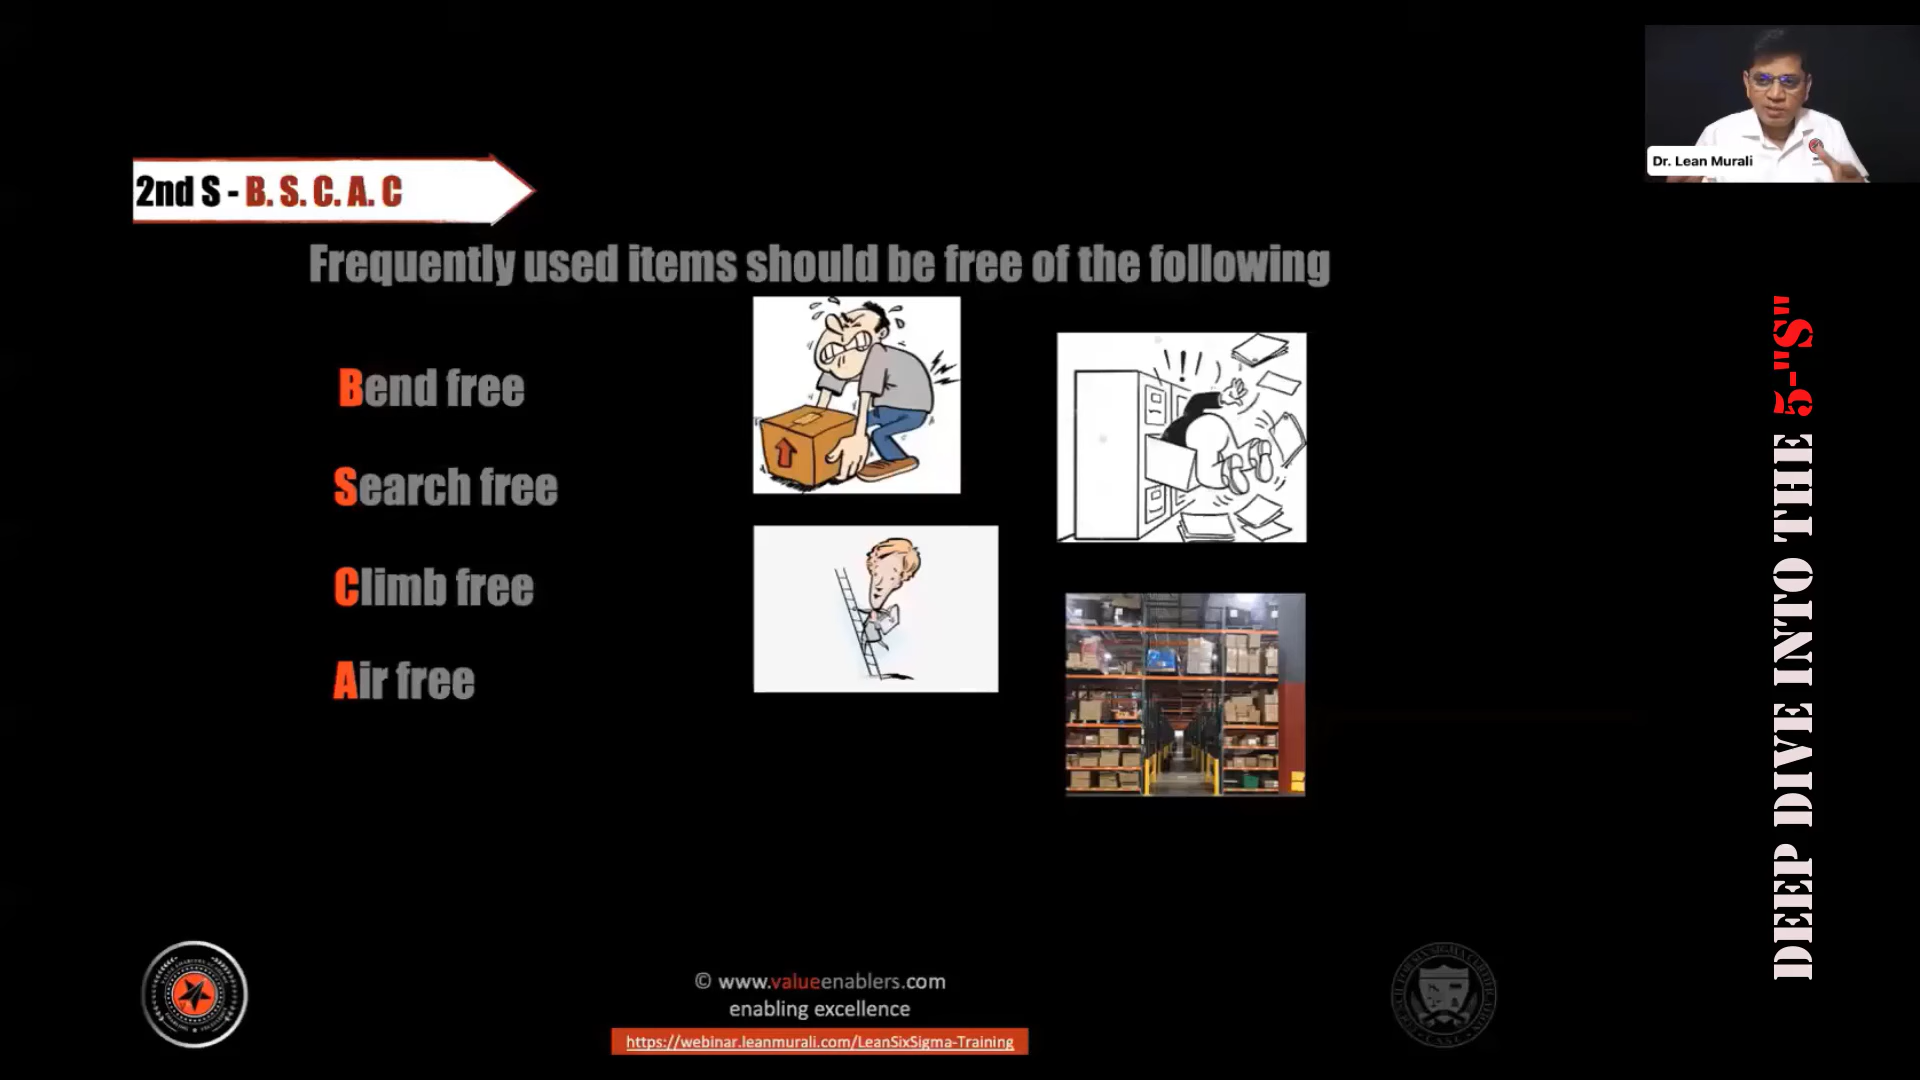 Dr. Lean Murali
2nd S - B. S. C. A. C
Frequently used items should be free of the following
Bend free
Search free
Climb free
Air free
DEEP DIVE INTO THE 5-"S"
© www.valueenablers.com
enabling excellence
https://webinar.leanmurali.com/LeanSixSigma-Training